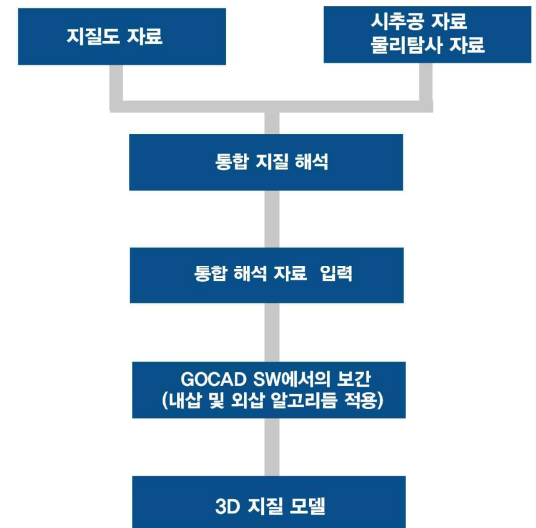 지질도 자료
시추공 자료
물리탐사 자료
통합 지질 해석
통합 해석 자료 입력
GOCAD SW에서의 보간
(내삽 및 외삽 알고리듬 적용)
3D 지질 모델